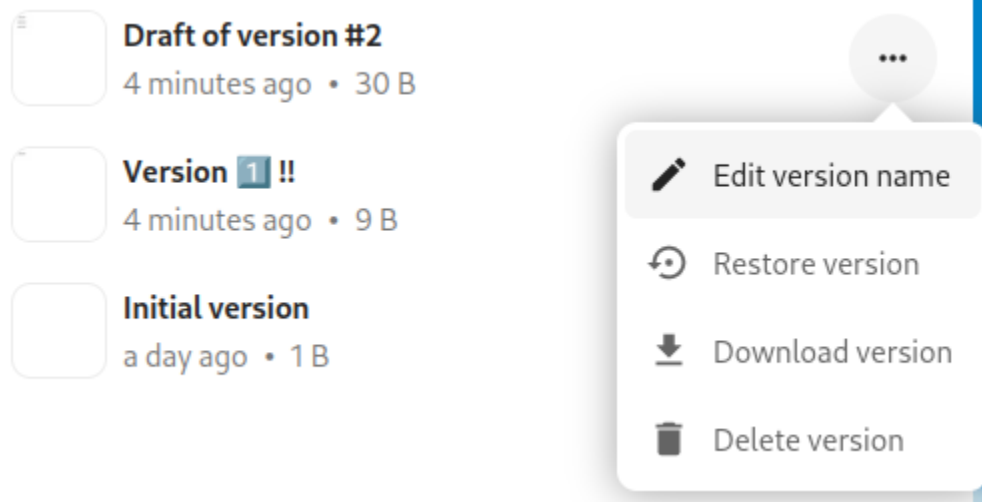 Draft of version #2
4 minutes ago • 30 B
Version 1️⃣ !!
4 minutes ago • 9 B
Initial version
a day ago • 1 B
Edit version name
Restore version
Download version
Delete version